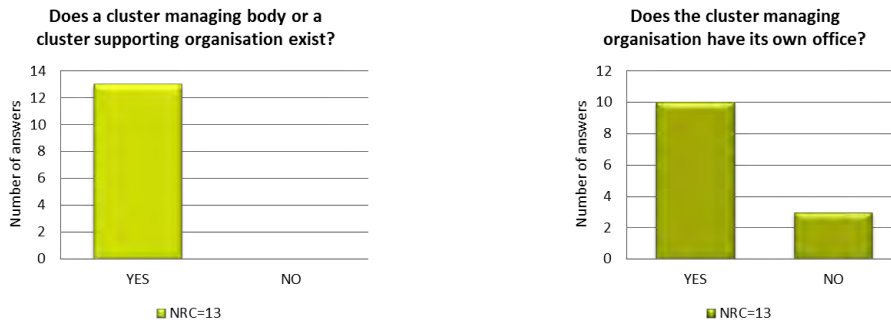 Does a cluster managing body or a
cluster supporting organisation exist?
Number of answers
14
12
10
8
6
4
2
0
YES NO
NRC=13
Does the cluster managing
organisation have its own office?
Number of answers
12
10
8
6
4
2
0
YES NO
NRC=13